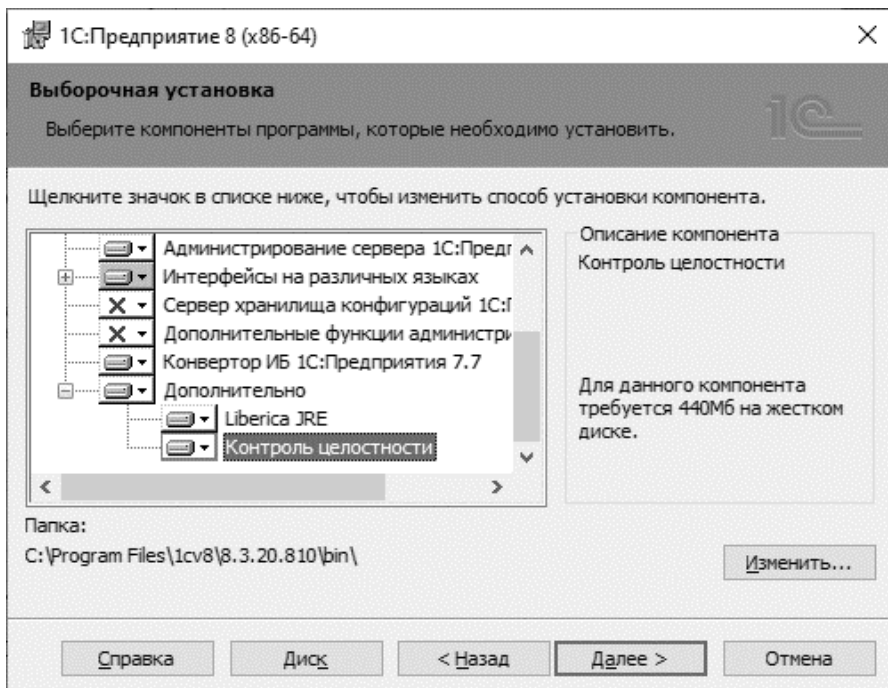 1С:Предприятие 8 (x86-64)
Выборочная установка
Выберите компоненты программы, которые необходимо установить.
1С
Щелкните значок в списке ниже, чтобы изменить способ установки компонента.
Администрирование сервера 1С:Предг
Интерфейсы на различных языках
Сервер хранилища конфигураций 1С:Г
Дополнительные функции администри
Конвертор ИБ 1С:Предприятия 7.7
Дополнительно
Liberica JRE
Контроль целостности
Описание компонента
Контроль целостности
Для данного компонента
требуется 440Мб на жестком
диске.
Папка:
C:\Program Files\1cv8\8.3.20.810\bin\
Изменить...
Справка
Диск
< Назад
Далее >
Отмена